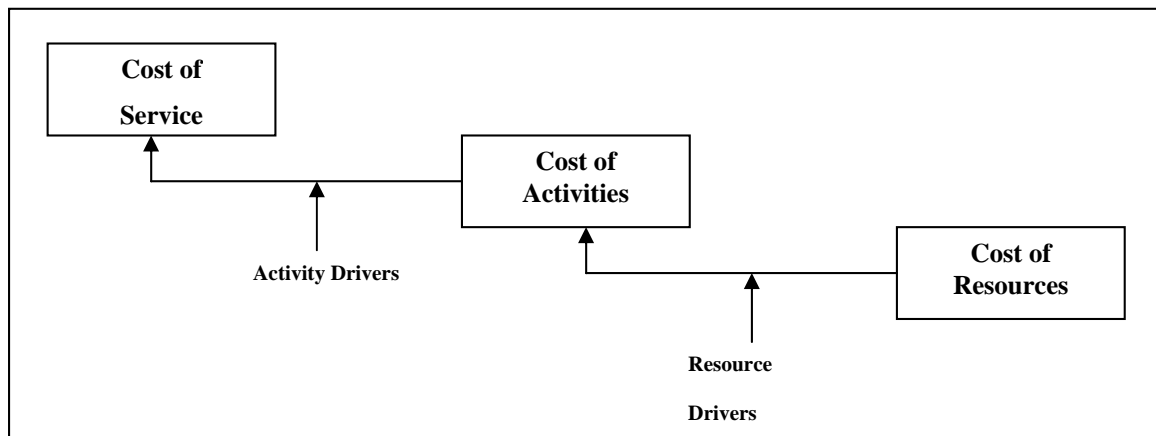 Cost of
Service
Cost of
Activities
Activity Drivers
Cost of
Resources
Resource
Drivers